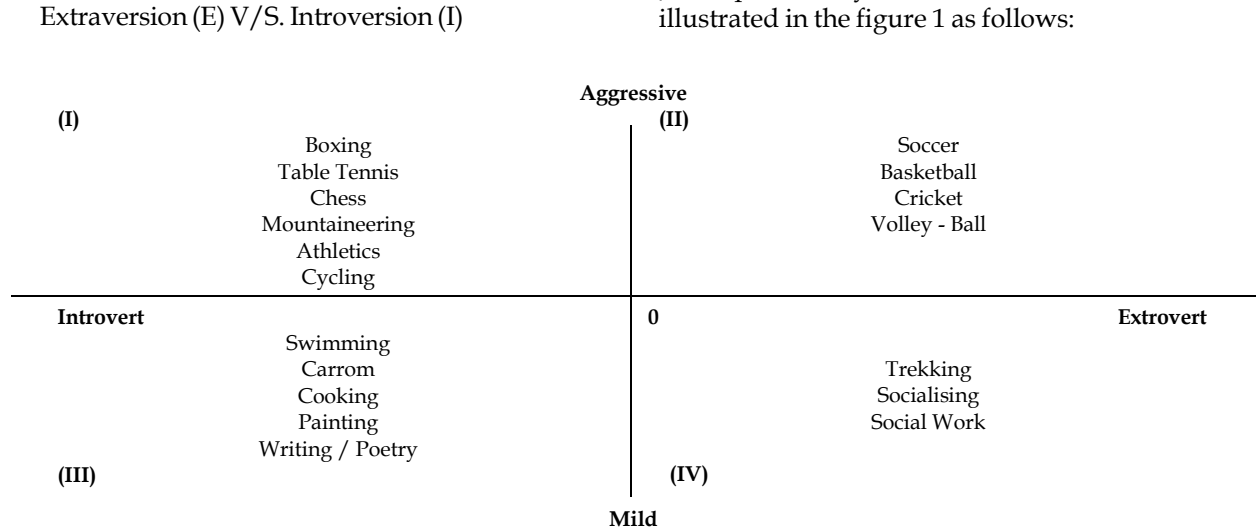 Extraversion (E) V/S. Introversion (I)
illustrated in the figure 1 as follows:
Aggressive
(I)
(II)
Boxing
Table Tennis
Chess
Mountaineering
Athletics
Cycling
Soccer
Basketball
Cricket
Volley - Ball
Introvert
0
Extrovert
Swimming
Carrom
Cooking
Painting
Writing / Poetry
Trekking
Socialising
Social Work
(III)
(IV)
Mild